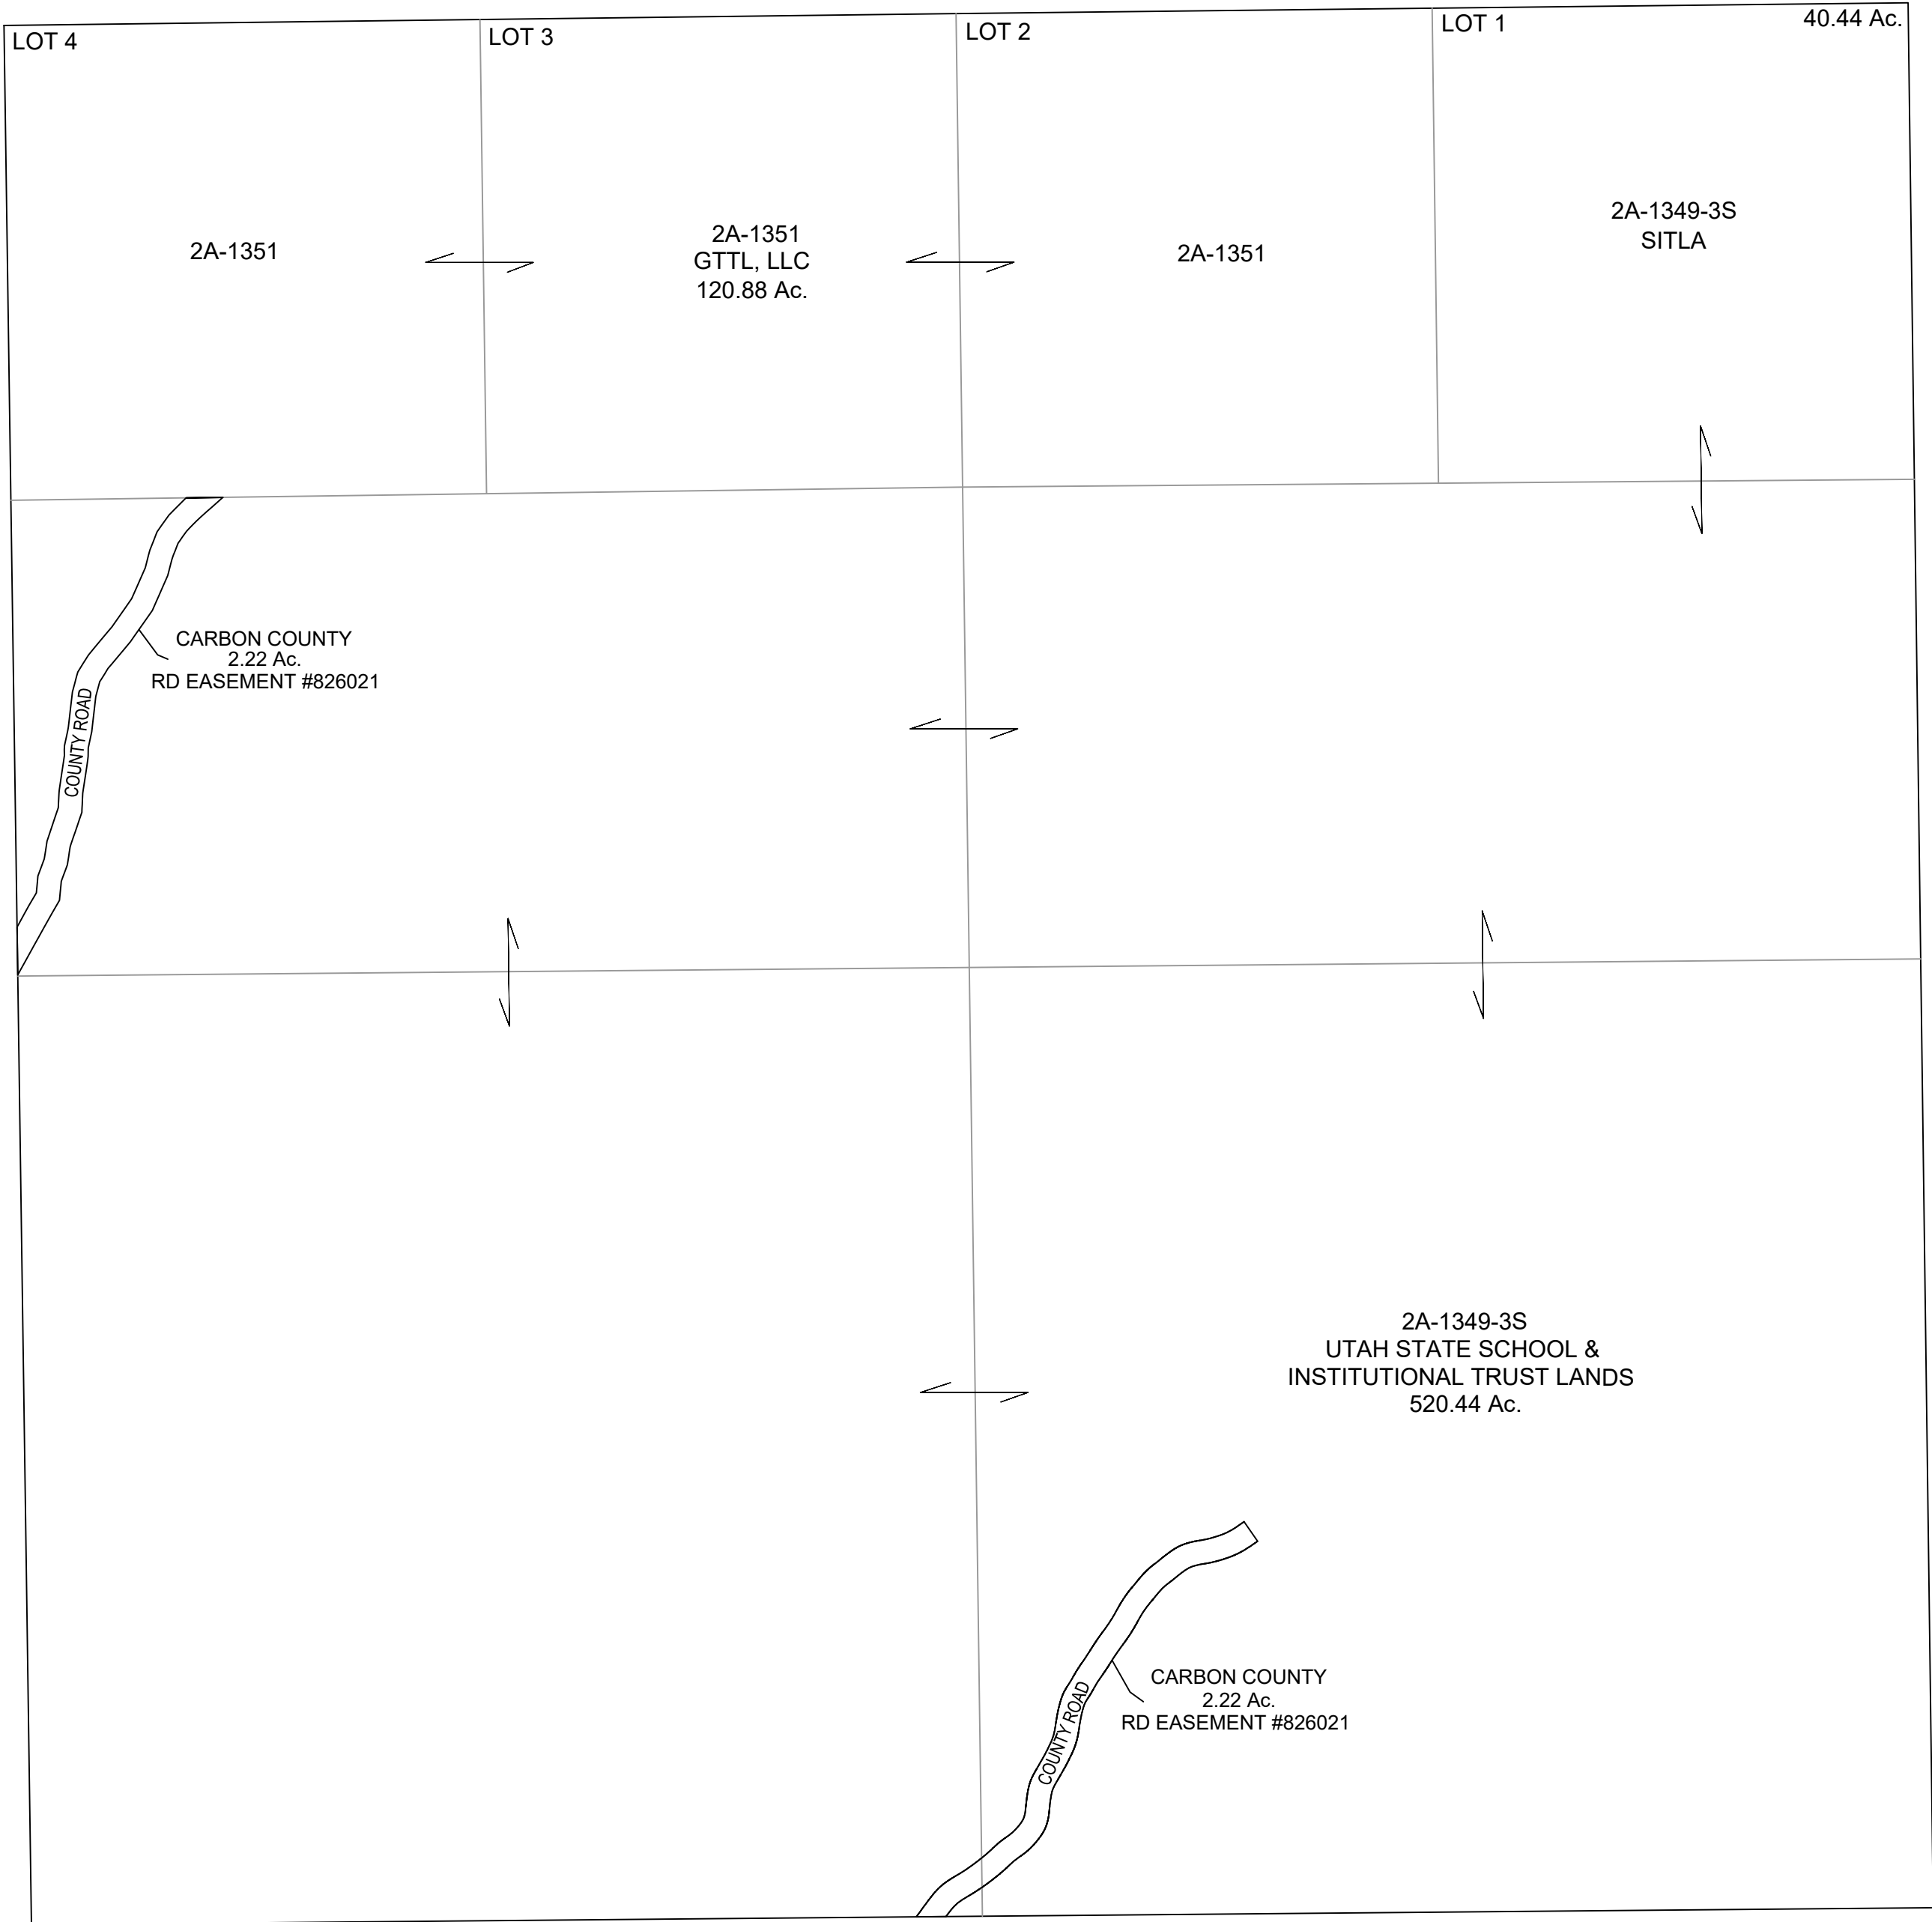 LOT 4
LOT 3
LOT 2
LOT 1
40.44 Ac.
2A-1351
2A-1351
GTTL, LLC
120.88 Ac.
2A-1351
2A-1349-3S
SITLA
CARBON COUNTY
2.22 Ac.
RD EASEMENT #826021
COUNTY ROAD
2A-1349-3S
UTAH STATE SCHOOL &
INSTITUTIONAL TRUST LANDS
520.44 Ac.
CARBON COUNTY
2.22 Ac.
RD EASEMENT #826021
COUNTY ROAD